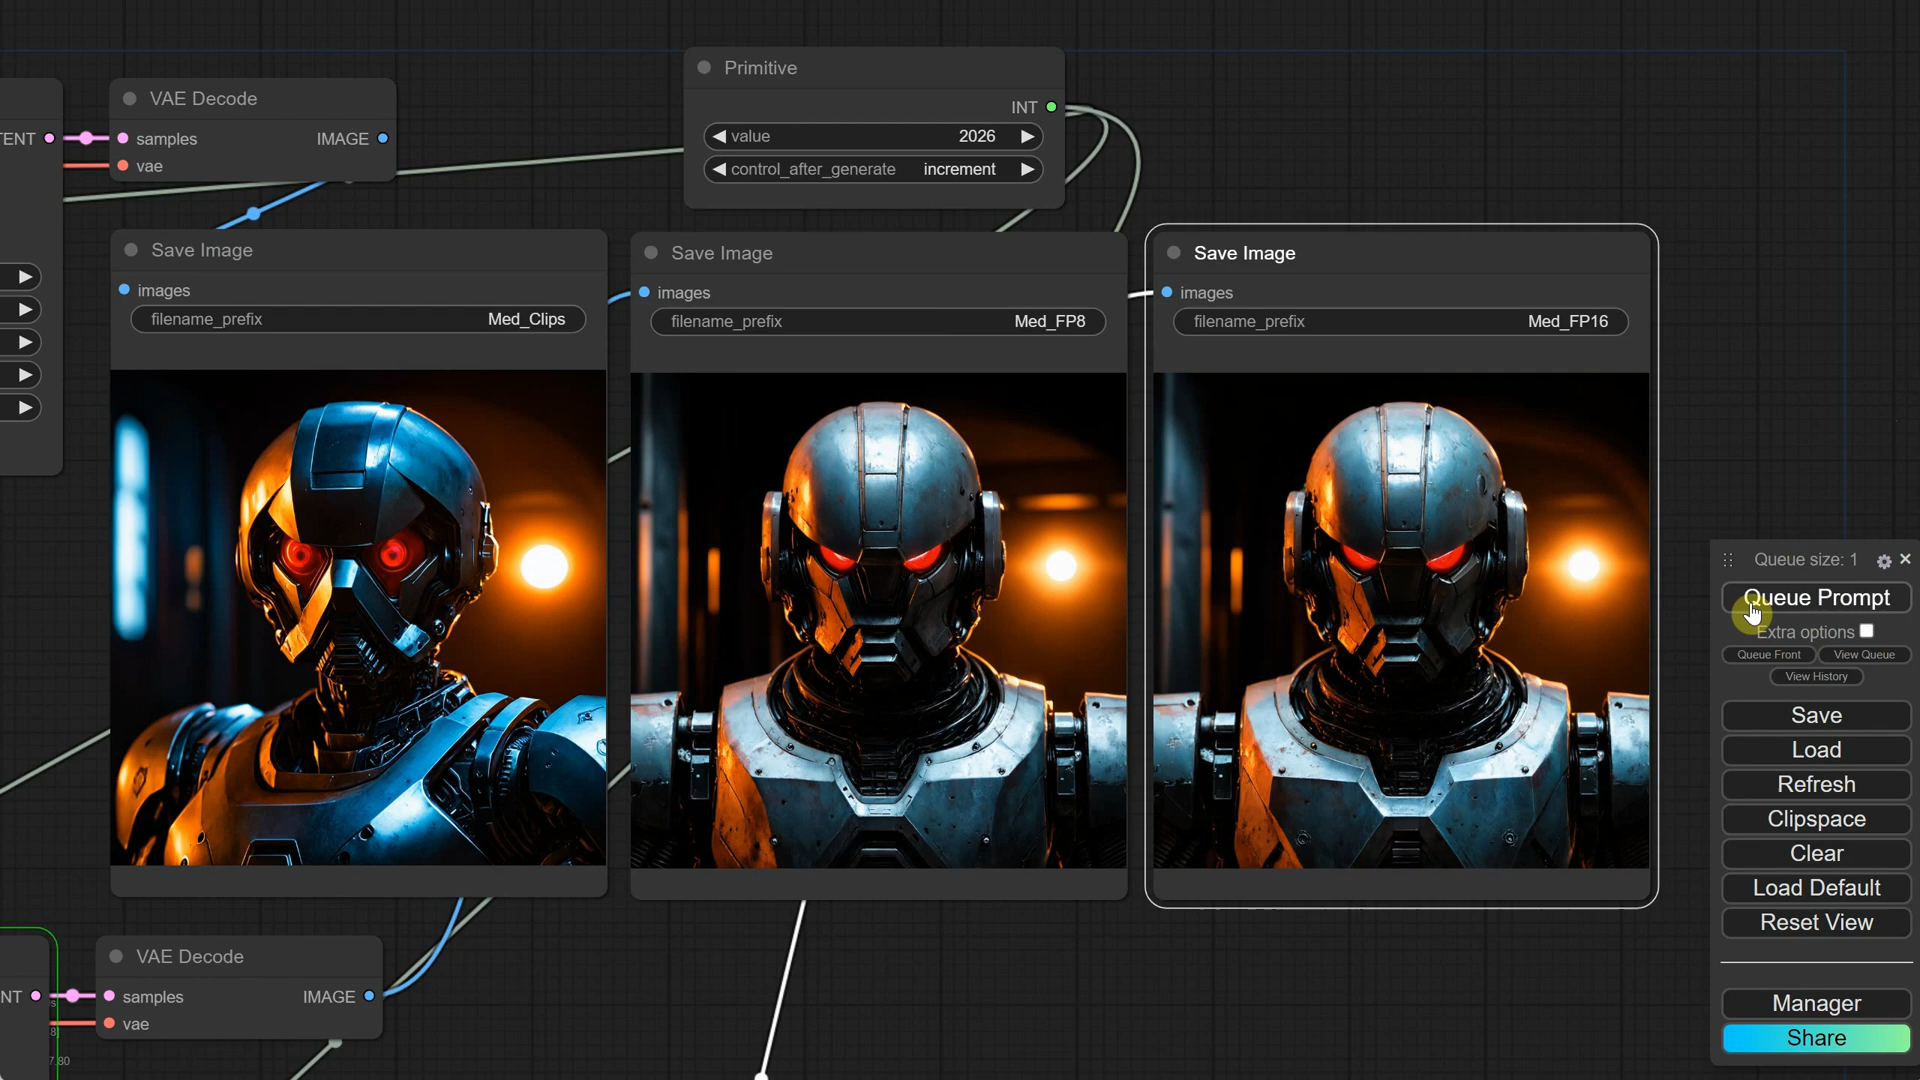 Primitive
INT
value 2026
control_after_generate increment
VAE Decode
TENT
samples IMAGE
vae
Save Image
images
filename_prefix Med_Clips
Save Image
images
filename_prefix Med_FP8
Save Image
images
filename_prefix Med_FP16
Queue size: 1
Queue Prompt
Extra options
Queue Front View Queue
View History
Save
Load
Refresh
Clipspace
Clear
Load Default
Reset View
Manager
Share
VAE Decode
NT
samples IMAGE
vae